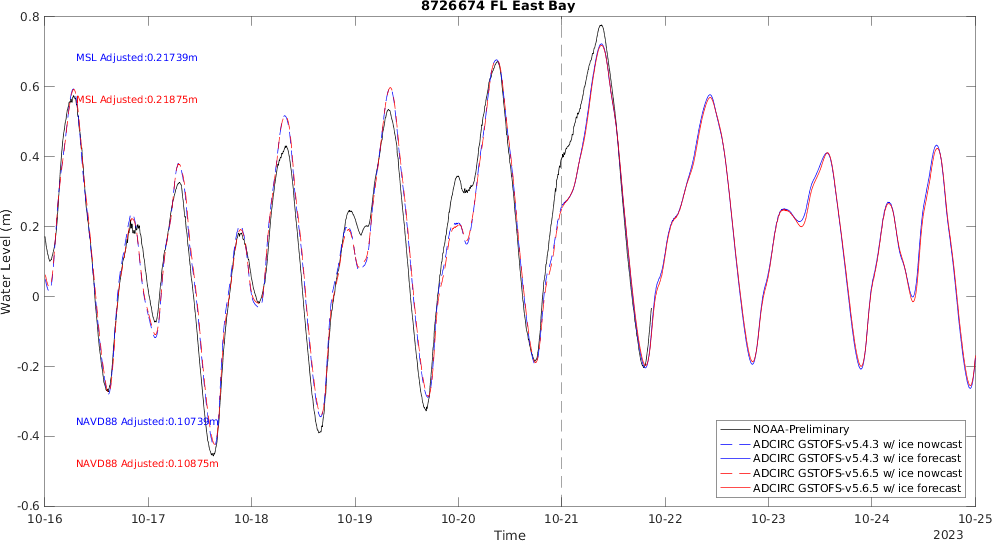 8726674 FL East Bay
0.8
MSL Adjusted:0.21739m
0.6
MSL Adjusted:0.21875m
0.4
0.2
Water Level (m)
0
-0.2
NAVD88 Adjusted:0.10739m
-0.4
NAVD88 Adjusted:0.10875m
-0.6
NOAA-Preliminary
ADCIRC GSTOFS-v5.4.3 w/ ice nowcast
ADCIRC GSTOFS-v5.4.3 w/ ice forecast
ADCIRC GSTOFS-v5.6.5 w/ ice nowcast
ADCIRC GSTOFS-v5.6.5 w/ ice forecast
10-16 10-17 10-18 10-19 10-20 10-21 10-22 10-23 10-24 10-25
Time
2023